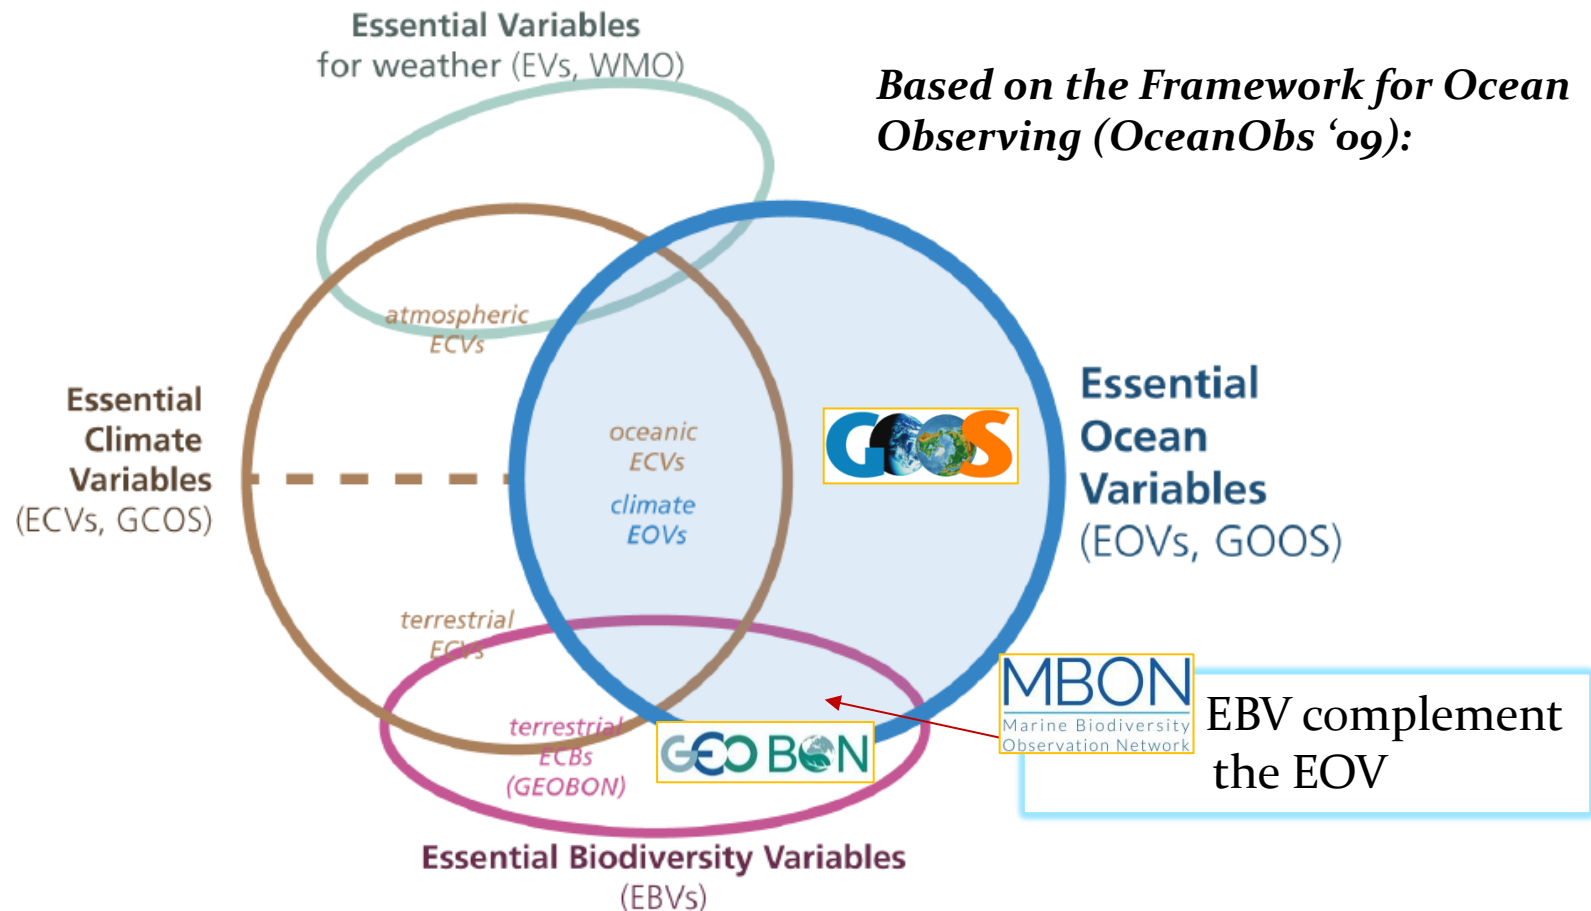 Essential Variables
for weather (EVs, WMO)
Based on the Framework for Ocean
Observing (OceanObs ‘09):
atmospheric
ECVs
Essential
Climate
Variables
(ECVs, GCOS)
oceanic
ECVs
climate
EOVs
GOOS
Essential
Ocean
Variables
(EOVs, GOOS)
terrestrial
ECVs
terrestrial
ECBs
(GEOBON)
GEO BON
MBON
Marine Biodiversity
Observation Network
EBV complement
the EOV
Essential Biodiversity Variables
(EBVs)